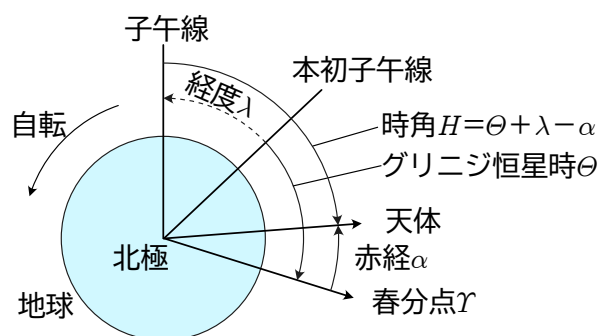 子午線
本初子午線
経度λ
自転
時角H=Θ+λ−α
グリニジ恒星時Θ
天体
北極
赤経α
地球
春分点ϒ